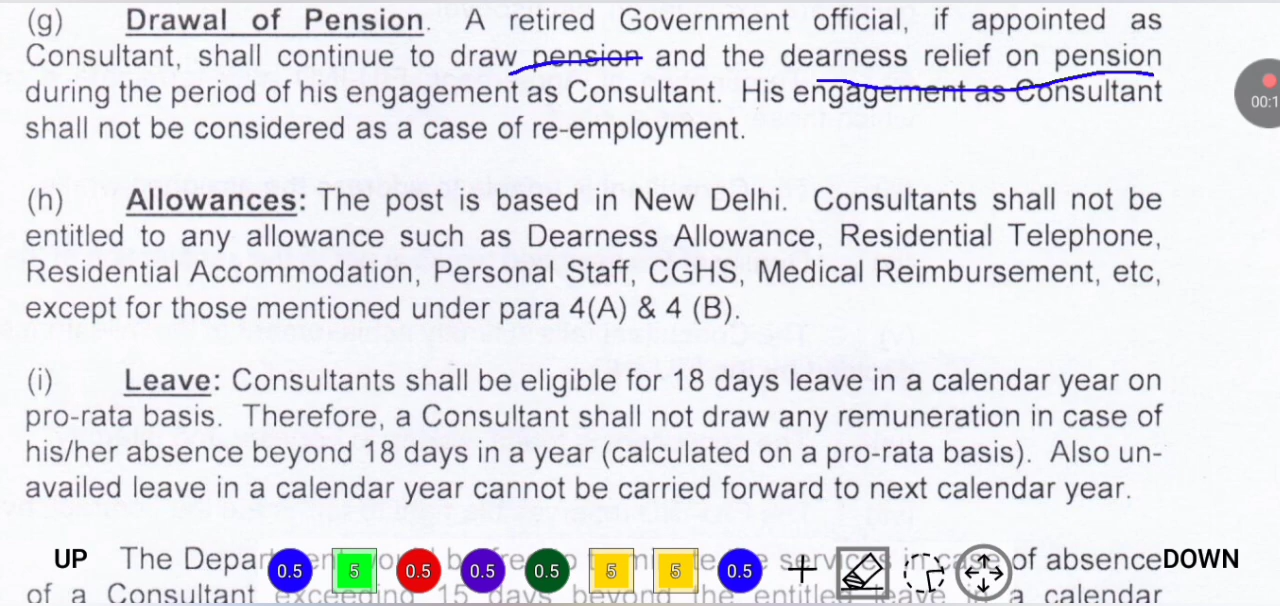 (g) Drawal of Pension. A retired Government official, if appointed as
Consultant, shall continue to draw pension and the dearness relief on pension
during the period of his engagement as Consultant. His engagement as Consultant
shall not be considered as a case of re-employment.
00:1
(h) Allowances: The post is based in New Delhi. Consultants shall not be
entitled to any allowance such as Dearness Allowance, Residential Telephone,
Residential Accommodation, Personal Staff, CGHS, Medical Reimbursement, etc,
except for those mentioned under para 4(A) & 4 (B).
(i) Leave: Consultants shall be eligible for 18 days leave in a calendar year on
pro-rata basis. Therefore, a Consultant shall not draw any remuneration in case of
his/her absence beyond 18 days in a year (calculated on a pro-rata basis). Also un-
availed leave in a calendar year cannot be carried forward to next calendar year.
The services in case of absence
of a Consultant exceeding 15 days beyond the entitled leave in a calendar
UP 0.5 5 0.5 0.5 0.5 5 5 0.5 DOWN